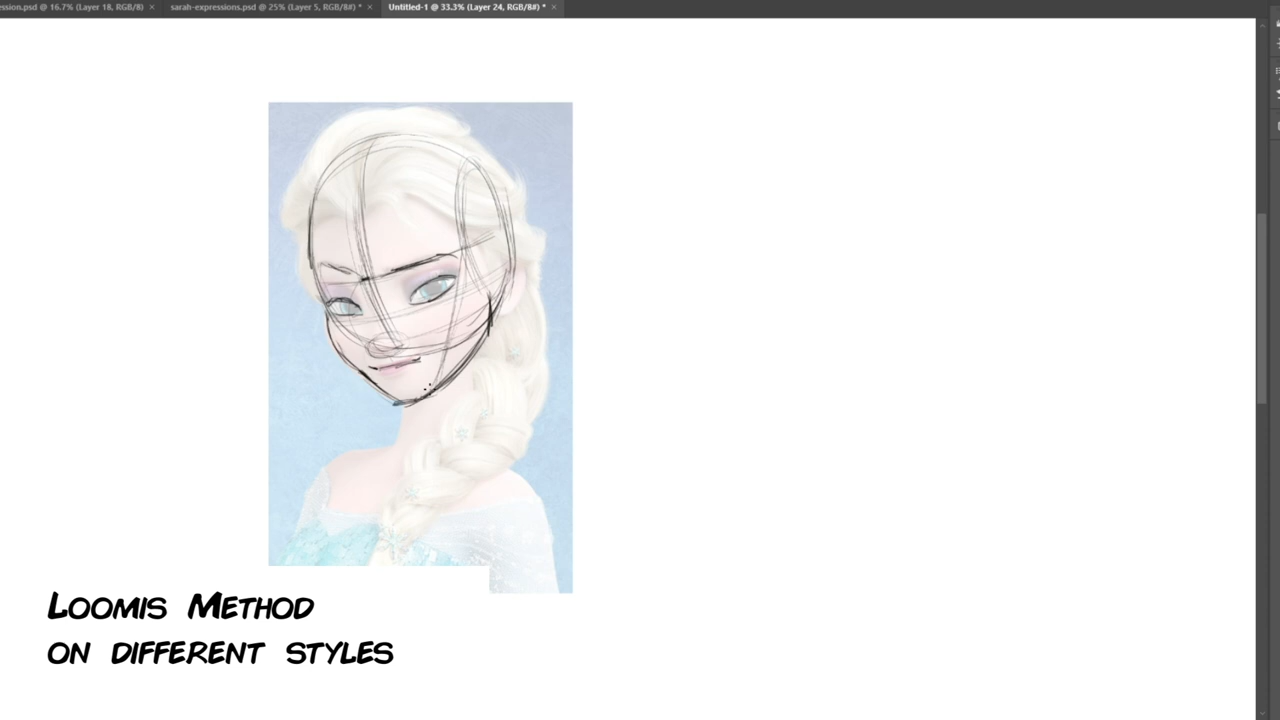 ession.psd @ 16.7% (Layer 18, RGB/8) × sarah-expressions.psd @ 25% (Layer 5, RGB/8#) * × Untitled-1 @ 33.3% (Layer 24, RGB/8#) * ×
LOOMIS METHOD
ON DIFFERENT STYLES